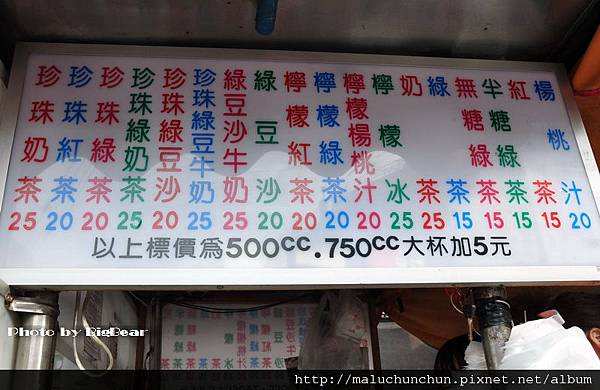 珍珠奶茶 25
珍珠紅茶 20
珍珠綠茶 20
珍珠綠奶茶 25
珍珠綠豆沙 20
珍珠綠豆牛奶 25
綠豆沙牛奶 25
綠豆沙 20
檸檬紅茶 20
檸檬綠茶 20
檸檬楊桃汁 20
檸檬冰 25
奶茶 25
綠茶 15
無糖綠茶 15
半糖綠茶 15
紅茶 15
楊桃汁 20
以上標價為500cc.750cc大杯加5元
Photo by BigBear
http://maluchunchun.pixnet.net/album